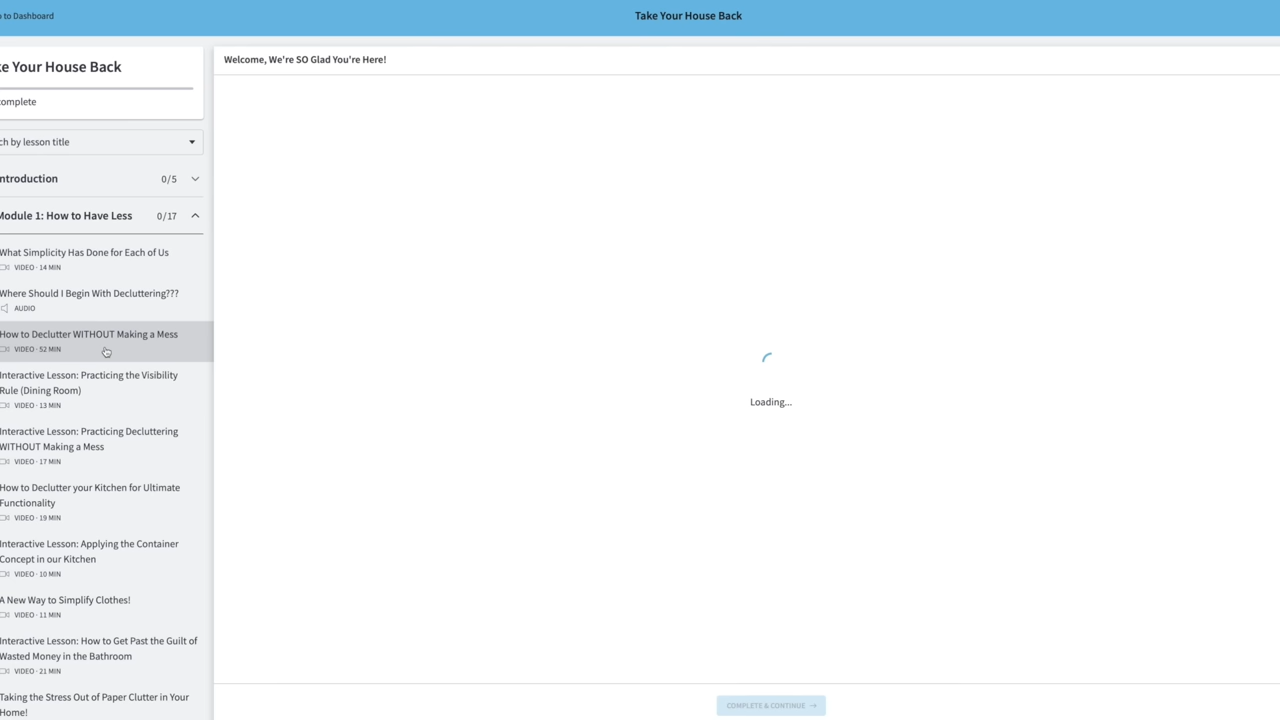 to Dashboard
Take Your House Back
Your House Back
Welcome, We're SO Glad You're Here!
by lesson title
0/5
Module 1: How to Have Less
0/17
What Simplicity Has Done for Each of Us
VIDEO · 14 MIN
Where Should I Begin With Decluttering???
AUDIO
How to Declutter WITHOUT Making a Mess
VIDEO · 52 MIN
Interactive Lesson: Practicing the Visibility
Rule (Dining Room)
VIDEO · 13 MIN
Interactive Lesson: Practicing Decluttering
WITHOUT Making a Mess
VIDEO · 17 MIN
How to Declutter your Kitchen for Ultimate
Functionality
VIDEO · 19 MIN
Interactive Lesson: Applying the Container
Concept in our Kitchen
VIDEO · 10 MIN
A New Way to Simplify Clothes!
VIDEO · 11 MIN
Interactive Lesson: How to Get Past the Guilt of
Wasted Money in the Bathroom
VIDEO · 21 MIN
Taking the Stress Out of Paper Clutter in Your
Home!
Loading...
COMPLETE & CONTINUE →